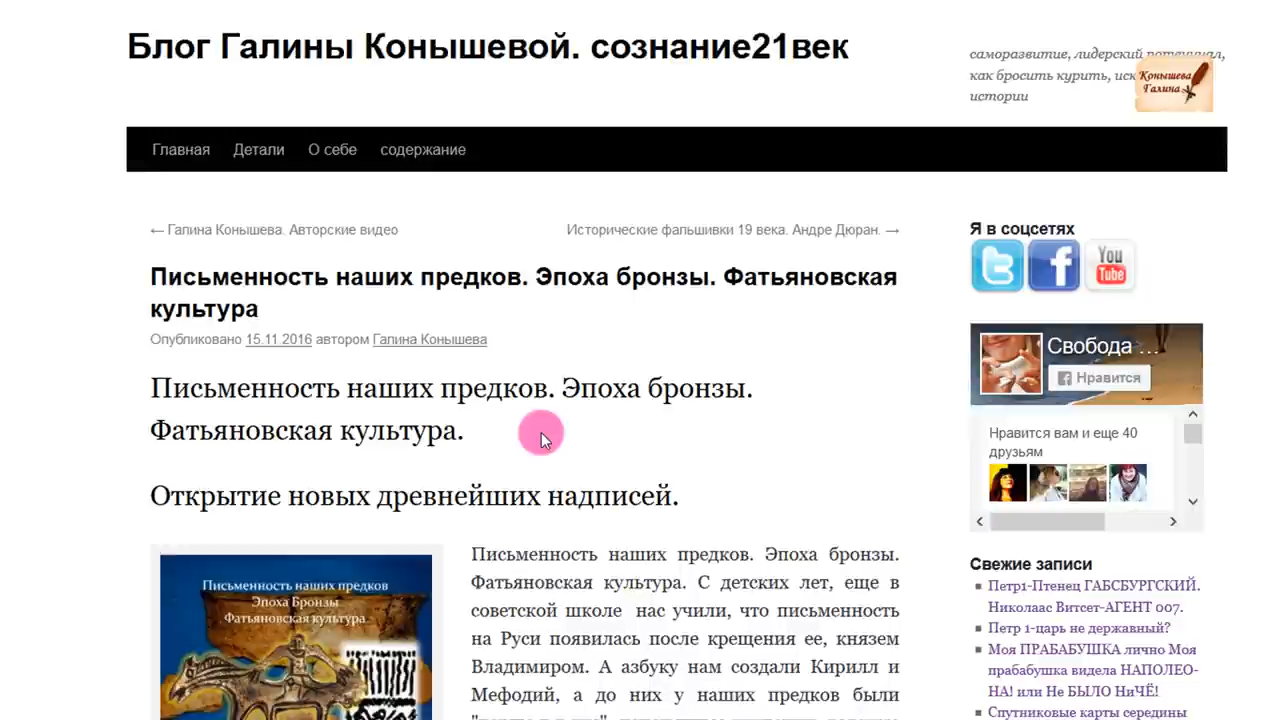 Блог Галины Конышевой. сознание21век
саморазвитие, лидерский потенциал,
как бросить курить,
истории
Конышева
Галина
Главная Детали О себе содержание
← Галина Конышева. Авторские видео
Исторические фальшивки 19 века. Андре Дюран. →
Письменность наших предков. Эпоха бронзы. Фатьяновская
культура
Опубликовано 15.11.2016 автором Галина Конышева
Письменность наших предков. Эпоха бронзы.
Фатьяновская культура.
Открытие новых древнейших надписей.
Письменность наших предков
Эпоха Бронзы
Фатьяновская культура
Письменность наших предков. Эпоха бронзы.
Фатьяновская культура. С детских лет, еще в
советской школе нас учили, что письменность
на Руси появилась после крещения ее, князем
Владимиром. А азбуку нам создали Кирилл и
Мефодий, а до них у наших предков были
Я в соцсетях
You
Tube
Свобода ...
Нравится
Нравится вам и еще 40
друзьям
Свежие записи
Петр1-Птенец ГАБСБУРГСКИЙ.
Николаас Витсет-АГЕНТ 007.
Петр 1-царь не державный?
Моя ПРАБАБУШКА лично Моя
прабабушка видела НАПОЛЕО-
НА! или Не БЫЛО НиЧЁ!
Спутниковые карты середины